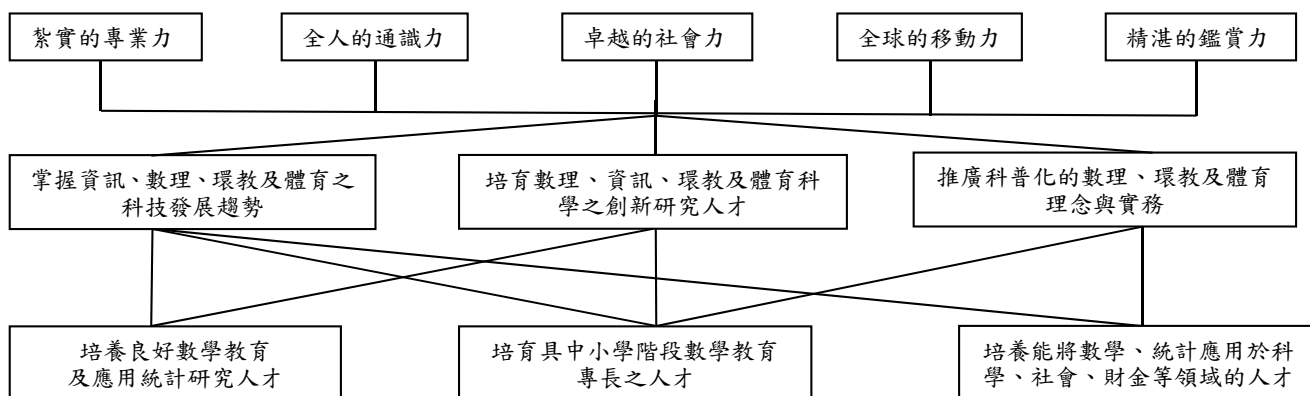 紮實的專業力
全人的通識力
卓越的社會力
全球的移動力
精湛的鑑賞力
掌握資訊、數理、環教及體育之
科技發展趨勢
培育數理、資訊、環教及體育科
學之創新研究人才
推廣科普化的數理、環教及體育
理念與實務
培養良好數學教育
及應用統計研究人才
培育具中小學階段數學教育
專長之人才
培養能將數學、統計應用於科
學、社會、財金等領域的人才